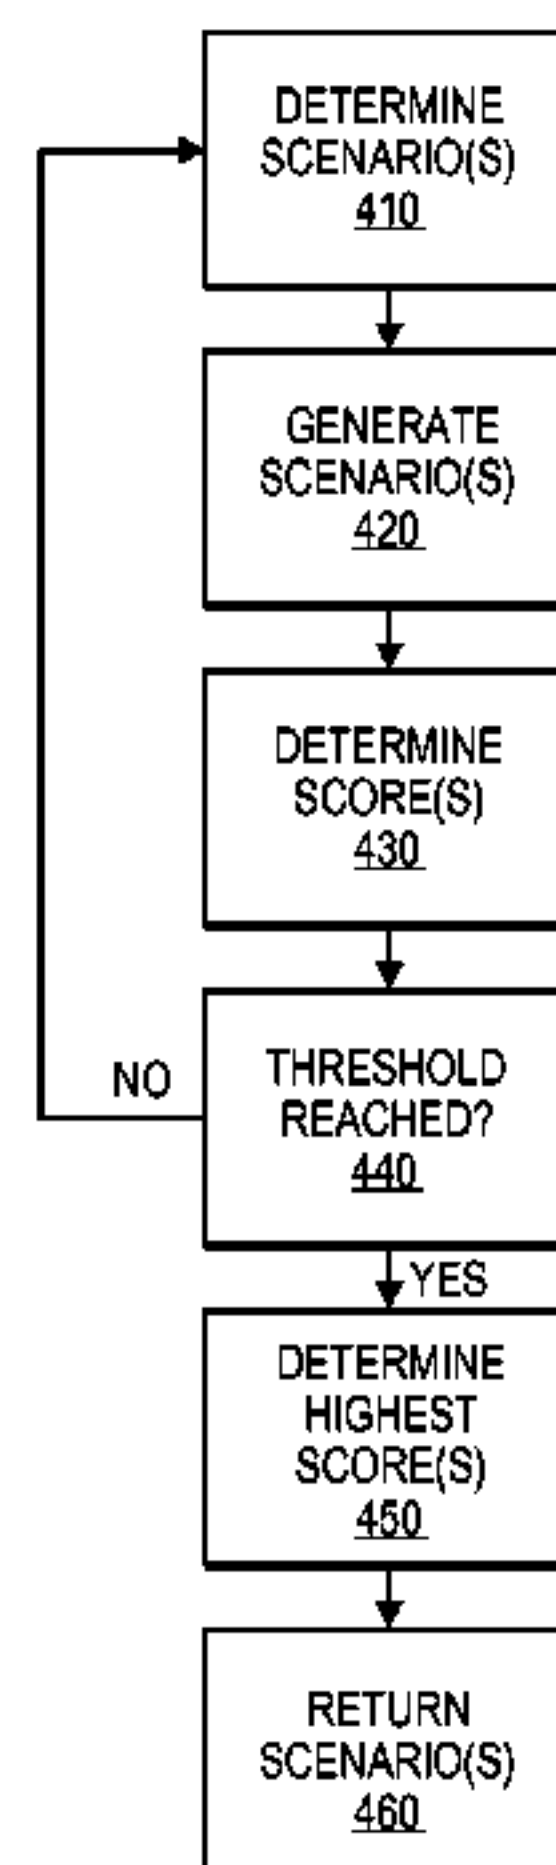 DETERMINE
SCENARIO(S)
410
GENERATE
SCENARIO(S)
420
DETERMINE
SCORE(S)
430
NO
THRESHOLD
REACHED?
440
YES
DETERMINE
HIGHEST
SCORE(S)
450
RETURN
SCENARIO(S)
460